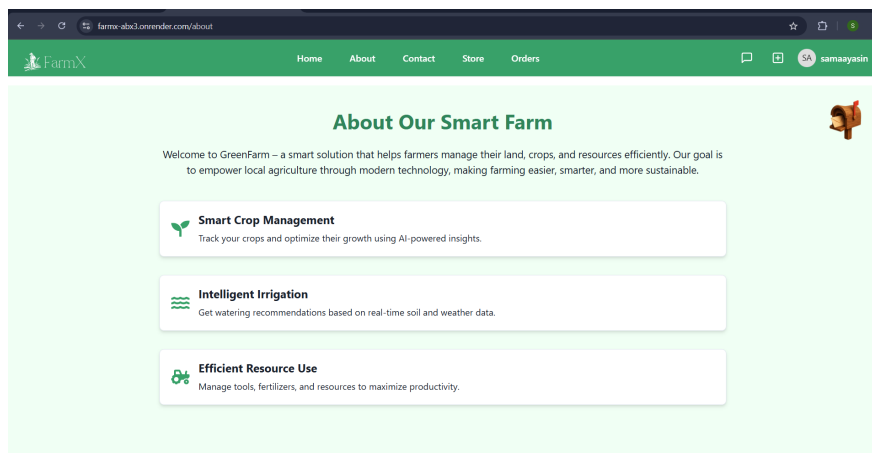 farmx-abx3.onrender.com/about
S
FarmX
Home About Contact Store Orders
SA samaayasin
About Our Smart Farm
Welcome to GreenFarm – a smart solution that helps farmers manage their land, crops, and resources efficiently. Our goal is
to empower local agriculture through modern technology, making farming easier, smarter, and more sustainable.
Smart Crop Management
Track your crops and optimize their growth using AI-powered insights.
Intelligent Irrigation
Get watering recommendations based on real-time soil and weather data.
Efficient Resource Use
Manage tools, fertilizers, and resources to maximize productivity.